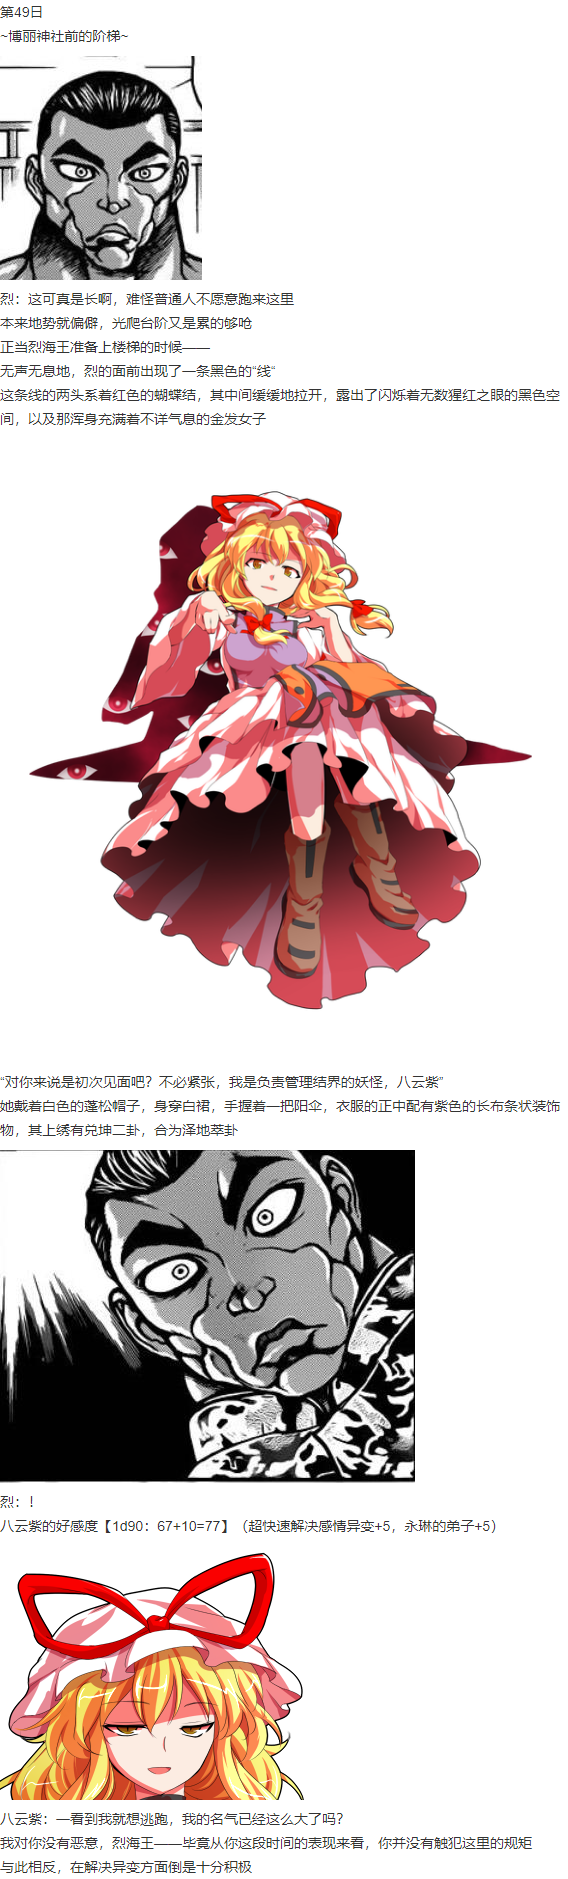 第49日
~博丽神社前的阶梯~
烈：这可真是长啊，难怪普通人不愿意跑来这里
本来地势就偏僻，光爬台阶又是累的够呛
正当烈海王准备上楼梯的时候——
无声无息地，烈的面前出现了一条黑色的“线“
这条线的两头系着红色的蝴蝶结，其中间缓缓地拉开，露出了闪烁着无数猩红之眼的黑色空
间，以及那浑身充满着不详气息的金发女子
“对你来说是初次见面吧？不必紧张，我是负责管理结界的妖怪，八云紫”
她戴着白色的蓬松帽子，身穿白裙，手握着一把阳伞，衣服的正中配有紫色的长布条状装饰
物，其上绣有兑坤二卦，合为泽地萃卦
烈：！
八云紫的好感度【1d90：67+10=77】（超快速解决感情异变+5，永琳的弟子+5）
八云紫：一看到我就想逃跑，我的名气已经这么大了吗？
我对你没有恶意，烈海王——毕竟从你这段时间的表现来看，你并没有触犯这里的规矩
与此相反，在解决异变方面倒是十分积极